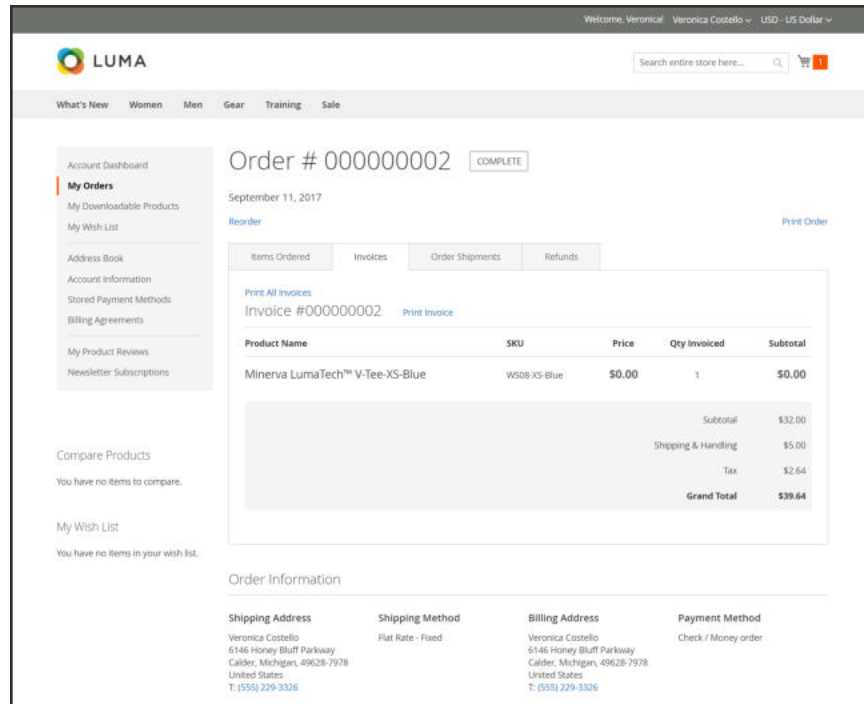 Welcome, Veronica! Veronica Costello USD - US Dollar
LUMA
Search entire store here...
1
What's New Women Men Gear Training Sale
Account Dashboard
My Orders
My Downloadable Products
My Wish List
Address Book
Account Information
Stored Payment Methods
Billing Agreements
My Product Reviews
Newsletter Subscriptions
Compare Products
You have no items to compare.
My Wish List
You have no items in your wish list.
Order # 000000002 COMPLETE
September 11, 2017
Reorder Print Order
Items Ordered Invoices Order Shipments Refunds
Print All Invoices
Invoice #000000002 Print Invoice
Product Name SKU Price Qty Invoiced Subtotal
Minerva LumaTech™ V-Tee-XS-Blue WS08-XS-Blue $0.00 1 $0.00
Subtotal $32.00
Shipping & Handling $5.00
Tax $2.64
Grand Total $39.64
Order Information
Shipping Address
Veronica Costello
6146 Honey Bluff Parkway
Calder, Michigan, 49628-7978
United States
T: (555) 229-3326
Shipping Method
Flat Rate - Fixed
Billing Address
Veronica Costello
6146 Honey Bluff Parkway
Calder, Michigan, 49628-7978
United States
T: (555) 229-3326
Payment Method
Check / Money order